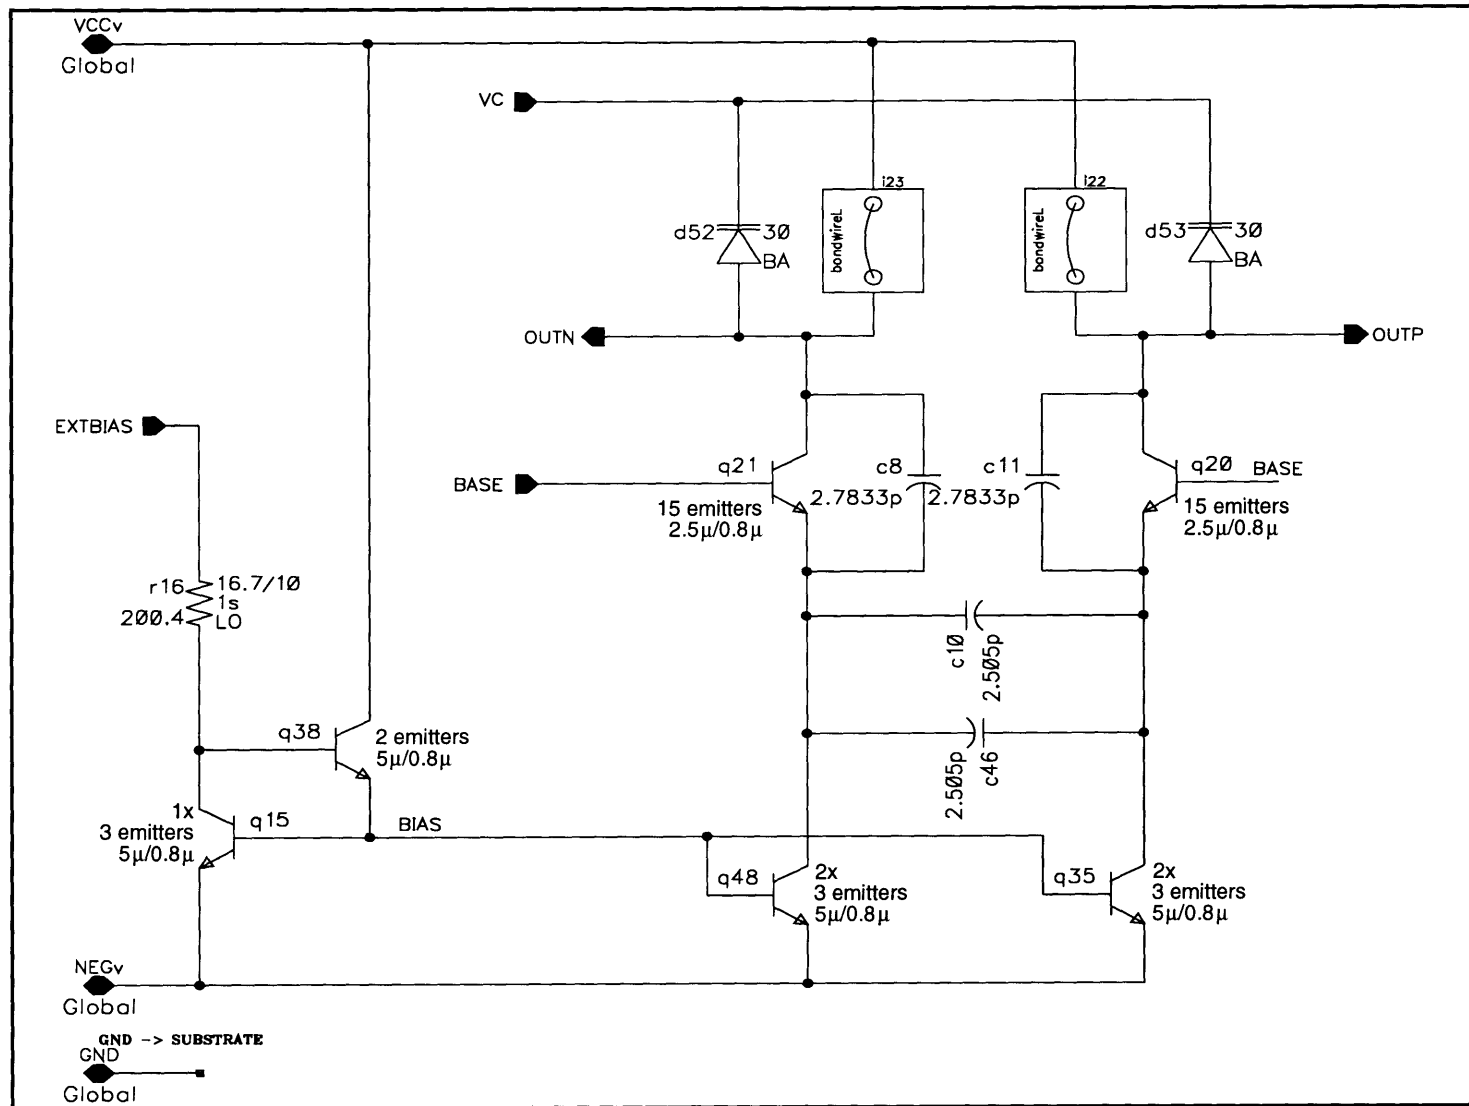 VCCv
Global
VC
i23
i22
bondwireL
bondwireL
d52
30
BA
d53
30
BA
OUTN
OUTP
EXTBIAS
BASE
q21
15 emitters
2.5µ/0.8µ
c8
2.7833p
c11
2.7833p
q20
BASE
15 emitters
2.5µ/0.8µ
r16
200.4
16.7/10
1s
LO
c10
2.505p
2.505p
c46
q38
2 emitters
5µ/0.8µ
1x
3 emitters
5µ/0.8µ
q15
BIAS
q48
2x
3 emitters
5µ/0.8µ
q35
2x
3 emitters
5µ/0.8µ
NEGv
Global
GND -> SUBSTRATE
GND
Global